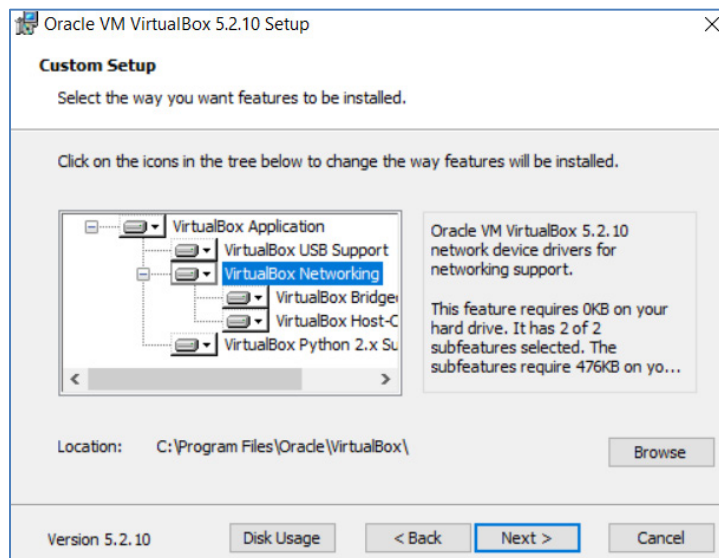 Oracle VM VirtualBox 5.2.10 Setup
Custom Setup
Select the way you want features to be installed.
Click on the icons in the tree below to change the way features will be installed.
VirtualBox Application
VirtualBox USB Support
VirtualBox Networking
VirtualBox Bridge
VirtualBox Host-C
VirtualBox Python 2.x Su
Oracle VM VirtualBox 5.2.10
network device drivers for
networking support.
This feature requires 0KB on your
hard drive. It has 2 of 2
subfeatures selected. The
subfeatures require 476KB on yo...
Location: C:\Program Files\Oracle\VirtualBox\
Browse
Version 5.2.10
Disk Usage
< Back
Next >
Cancel